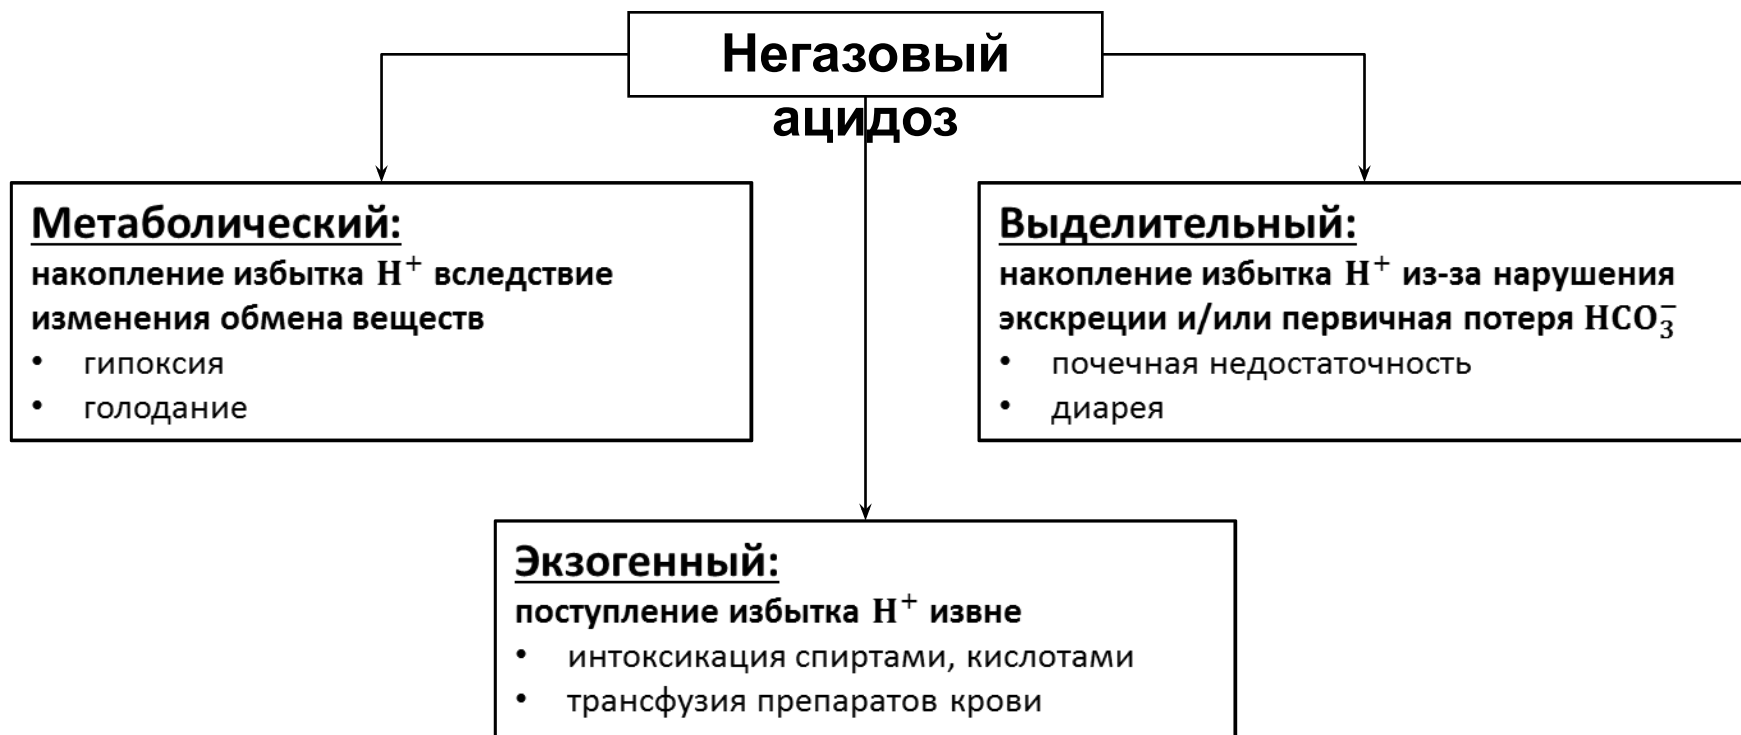 Негазовый
ацидоз
Метаболический:
накопление избытка H⁺ вследствие
изменения обмена веществ
• гипоксия
• голодание
Выделительный:
накопление избытка H⁺ из-за нарушения
экскреции и/или первичная потеря HCO₃⁻
• почечная недостаточность
• диарея
Экзогенный:
поступление избытка H⁺ извне
• интоксикация спиртами, кислотами
• трансфузия препаратов крови